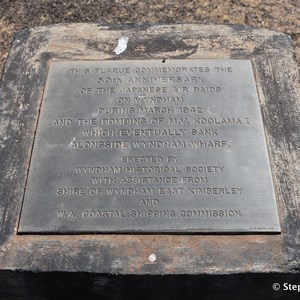 THIS PLAQUE COMMEMORATES THE
50TH ANNIVERSARY
OF THE JAPANESE AIR RAIDS
ON WYNDHAM
DURING MARCH 1942
AND THE BOMBING OF M.V. KOOLAMA I
WHICH EVENTUALLY SANK
ALONGSIDE WYNDHAM WHARF.
ERECTED BY
WYNDHAM HISTORICAL SOCIETY
WITH ASSISTANCE FROM
SHIRE OF WYNDHAM EAST KIMBERLEY
AND
W.A. COASTAL SHIPPING COMMISSION
© Step